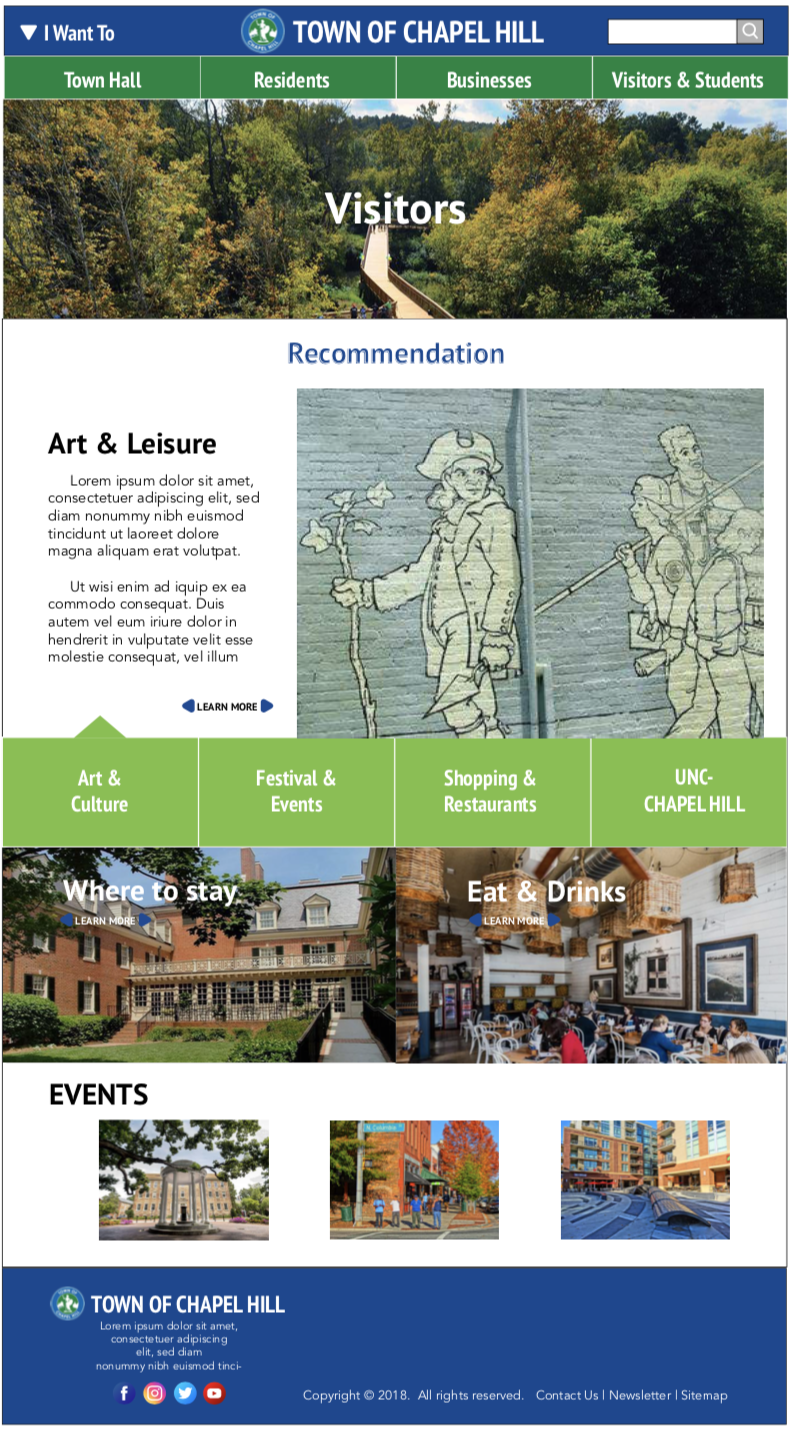 I Want To
TOWN OF CHAPEL HILL
Town Hall
Residents
Businesses
Visitors & Students
Visitors
Recommendation
Art & Leisure
Lorem ipsum dolor sit amet,
consectetuer adipiscing elit, sed
diam nonummy nibh euismod
tincidunt ut laoreet dolore
magna aliquam erat volutpat.
Ut wisi enim ad iquip ex ea
commodo consequat. Duis
autem vel eum iriure dolor in
hendrerit in vulputate velit esse
molestie consequat, vel illum
LEARN MORE
Art &
Culture
Festival &
Events
Shopping &
Restaurants
UNC-
CHAPEL HILL
Where to stay
LEARN MORE
Eat & Drinks
LEARN MORE
EVENTS
TOWN OF CHAPEL HILL
Lorem ipsum dolor sit amet,
consectetuer adipiscing
elit, sed diam
nonummy nibh euismod tinci-
Copyright © 2018. All rights reserved. Contact Us | Newsletter | Sitemap